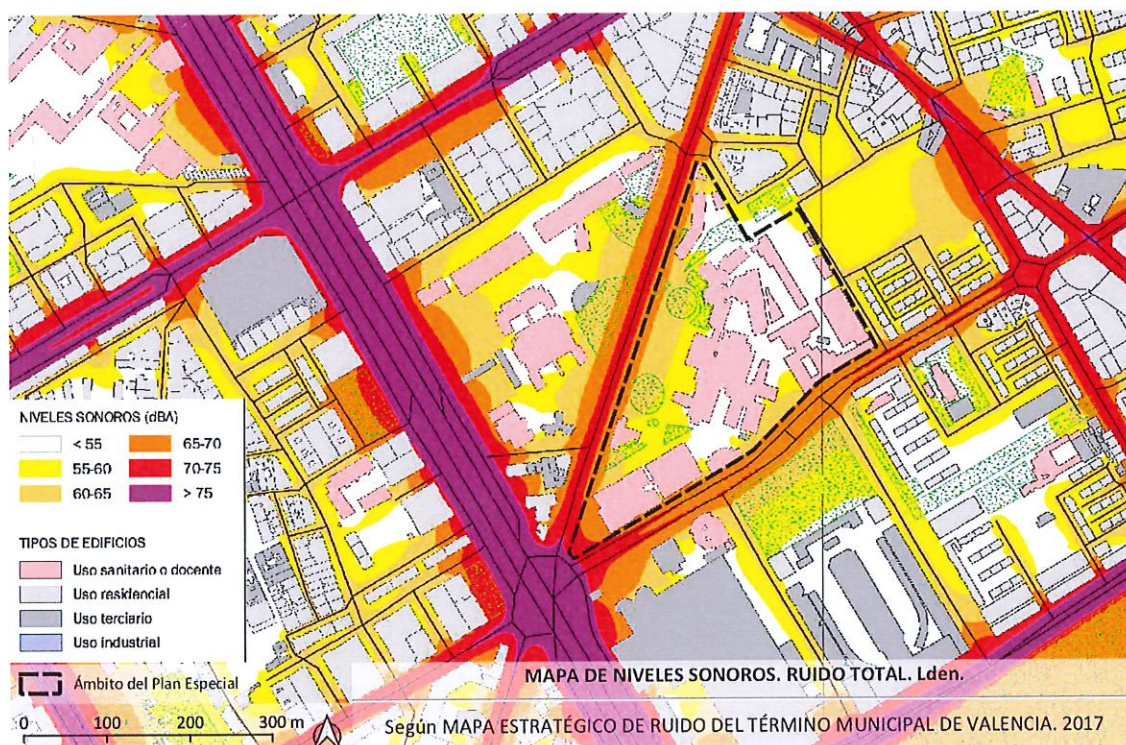 NIVELES SONOROS (dBA)
< 55
65-70
55-60
70-75
60-65
> 75
TIPOS DE EDIFICIOS
Uso sanitario o docente
Uso residencial
Uso terciario
Uso industrial
Ámbito del Plan Especial
MAPA DE NIVELES SONOROS. RUIDO TOTAL. Lden.
0 100 200 300 m
Según MAPA ESTRATÉGICO DE RUIDO DEL TÉRMINO MUNICIPAL DE VALENCIA. 2017